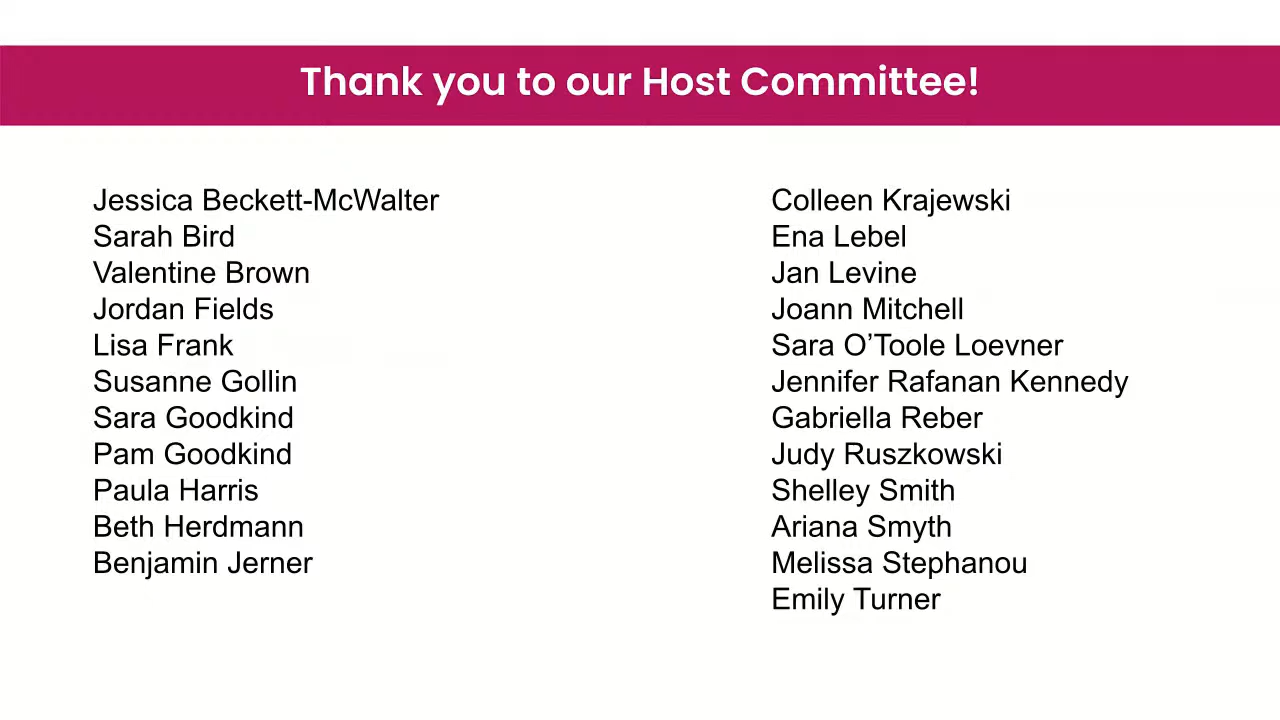 Thank you to our Host Committee!
Jessica Beckett-McWalter
Sarah Bird
Valentine Brown
Jordan Fields
Lisa Frank
Susanne Gollin
Sara Goodkind
Pam Goodkind
Paula Harris
Beth Herdmann
Benjamin Jerner
Colleen Krajewski
Ena Lebel
Jan Levine
Joann Mitchell
Sara O’Toole Loevner
Jennifer Rafanan Kennedy
Gabriella Reber
Judy Ruszkowski
Shelley Smith
Ariana Smyth
Melissa Stephanou
Emily Turner